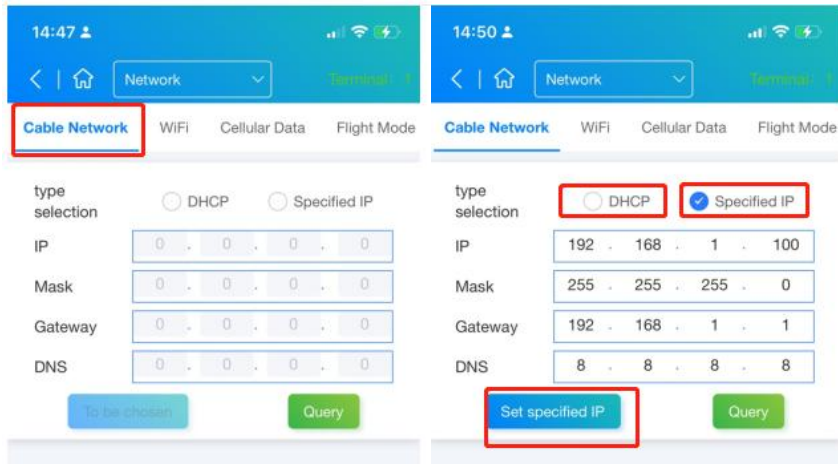 14:47
Network
Terminal: 1
Cable Network WiFi Cellular Data Flight Mode
type selection
DHCP Specified IP
IP 0 . 0 . 0 . 0
Mask 0 . 0 . 0 . 0
Gateway 0 . 0 . 0 . 0
DNS 0 . 0 . 0 . 0
To be chosen Query
14:50
Network
Terminal: 1
Cable Network WiFi Cellular Data Flight Mode
type selection
DHCP Specified IP
IP 192 . 168 . 1 . 100
Mask 255 . 255 . 255 . 0
Gateway 192 . 168 . 1 . 1
DNS 8 . 8 . 8 . 8
Set specified IP Query